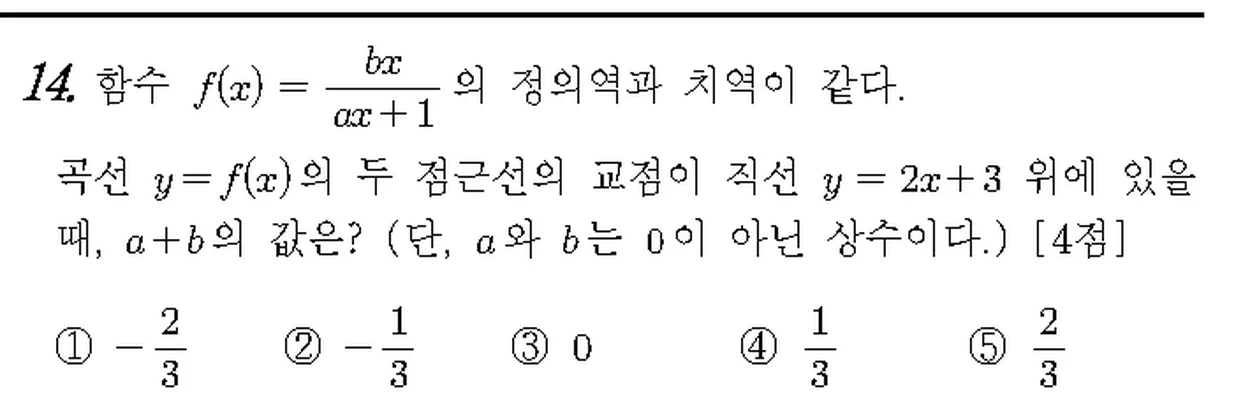 14. 함수 f(x) = bx/(ax+1) 의 정의역과 치역이 같다.
곡선 y=f(x)의 두 점근선의 교점이 직선 y = 2x+3 위에 있을
때, a+b의 값은? (단, a와 b는 0이 아닌 상수이다.) [4점]
① -2/3 ② -1/3 ③ 0 ④ 1/3 ⑤ 2/3